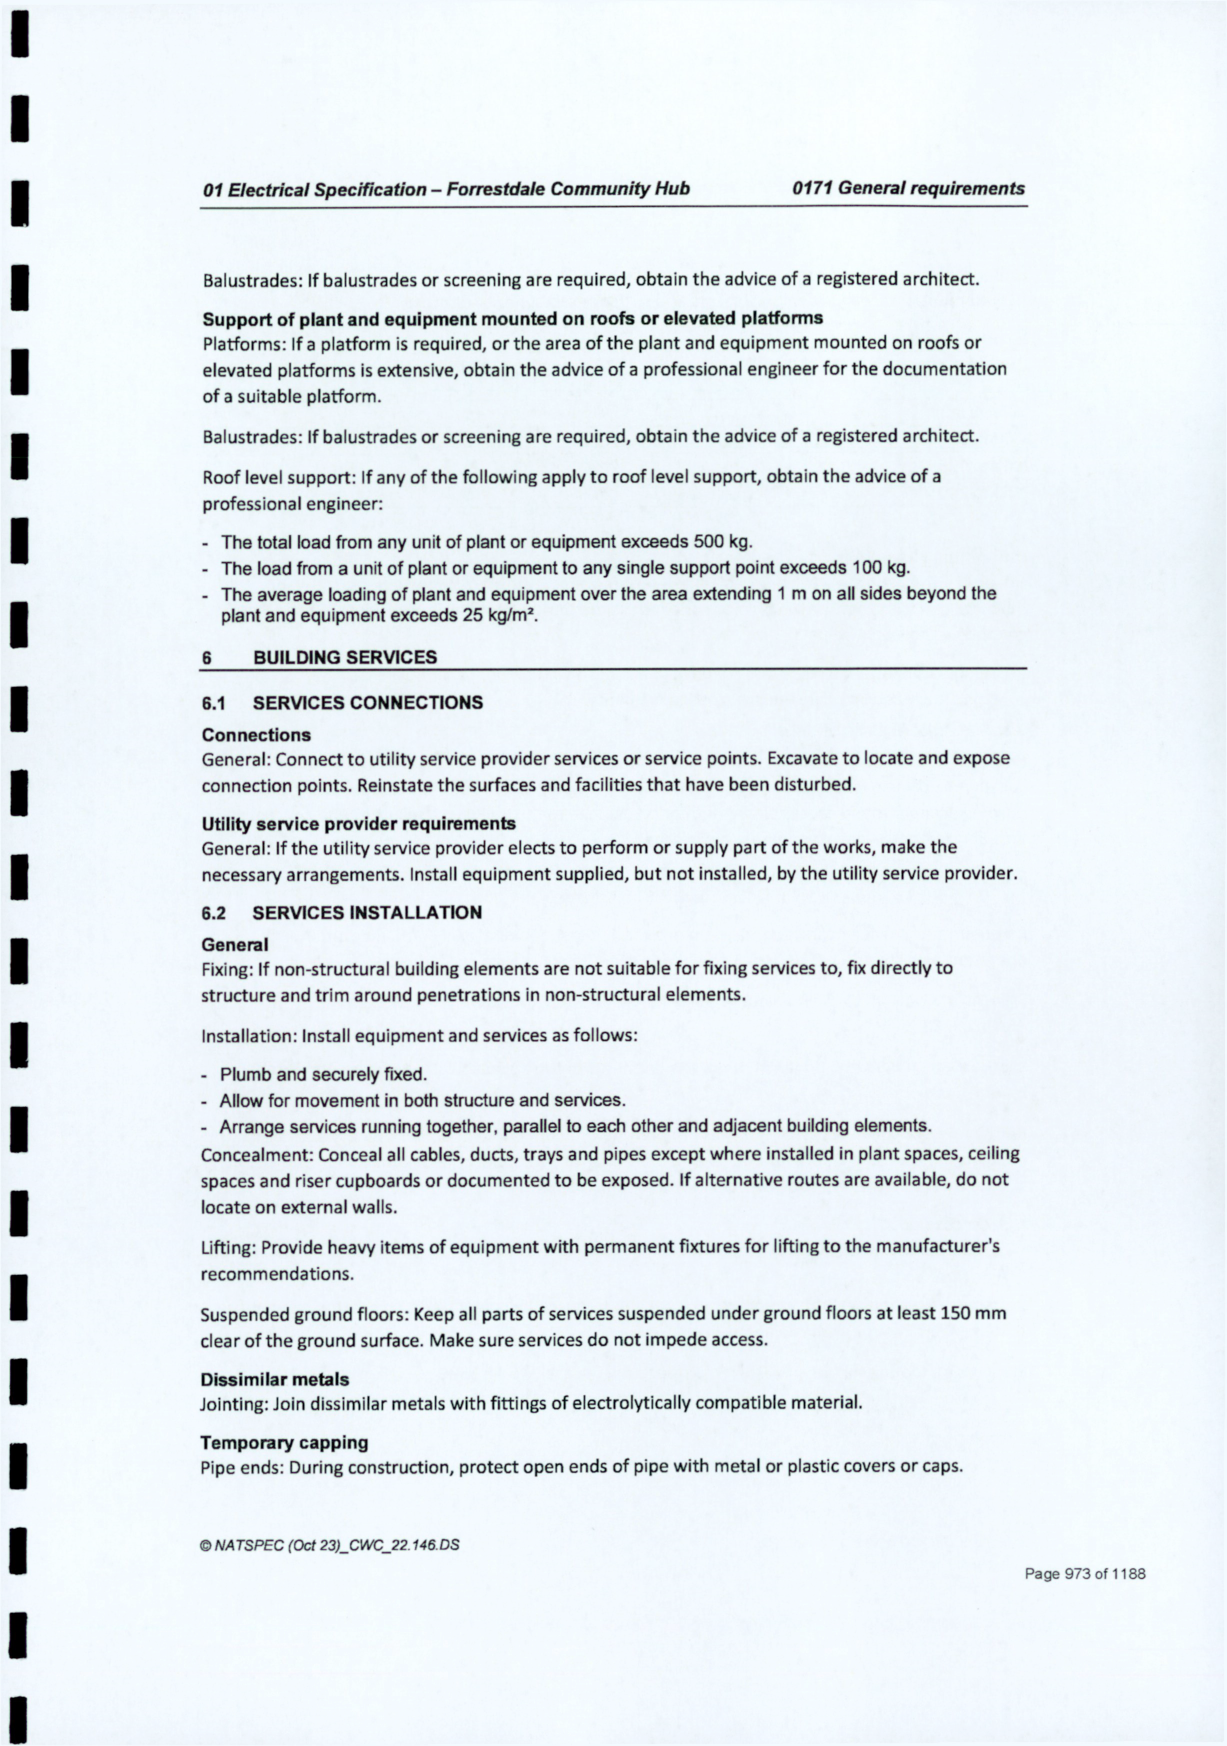 01 Electrical Specification – Forrestdale Community Hub 0171 General requirements
Balustrades: If balustrades or screening are required, obtain the advice of a registered architect.
Support of plant and equipment mounted on roofs or elevated platforms
Platforms: If a platform is required, or the area of the plant and equipment mounted on roofs or
elevated platforms is extensive, obtain the advice of a professional engineer for the documentation
of a suitable platform.
Balustrades: If balustrades or screening are required, obtain the advice of a registered architect.
Roof level support: If any of the following apply to roof level support, obtain the advice of a
professional engineer:
- The total load from any unit of plant or equipment exceeds 500 kg.
- The load from a unit of plant or equipment to any single support point exceeds 100 kg.
- The average loading of plant and equipment over the area extending 1 m on all sides beyond the
plant and equipment exceeds 25 kg/m².
6 BUILDING SERVICES
6.1 SERVICES CONNECTIONS
Connections
General: Connect to utility service provider services or service points. Excavate to locate and expose
connection points. Reinstate the surfaces and facilities that have been disturbed.
Utility service provider requirements
General: If the utility service provider elects to perform or supply part of the works, make the
necessary arrangements. Install equipment supplied, but not installed, by the utility service provider.
6.2 SERVICES INSTALLATION
General
Fixing: If non-structural building elements are not suitable for fixing services to, fix directly to
structure and trim around penetrations in non-structural elements.
Installation: Install equipment and services as follows:
- Plumb and securely fixed.
- Allow for movement in both structure and services.
- Arrange services running together, parallel to each other and adjacent building elements.
Concealment: Conceal all cables, ducts, trays and pipes except where installed in plant spaces, ceiling
spaces and riser cupboards or documented to be exposed. If alternative routes are available, do not
locate on external walls.
Lifting: Provide heavy items of equipment with permanent fixtures for lifting to the manufacturer's
recommendations.
Suspended ground floors: Keep all parts of services suspended under ground floors at least 150 mm
clear of the ground surface. Make sure services do not impede access.
Dissimilar metals
Jointing: Join dissimilar metals with fittings of electrolytically compatible material.
Temporary capping
Pipe ends: During construction, protect open ends of pipe with metal or plastic covers or caps.
© NATSPEC (Oct 23)_CWC_22.146.DS
Page 973 of 1188